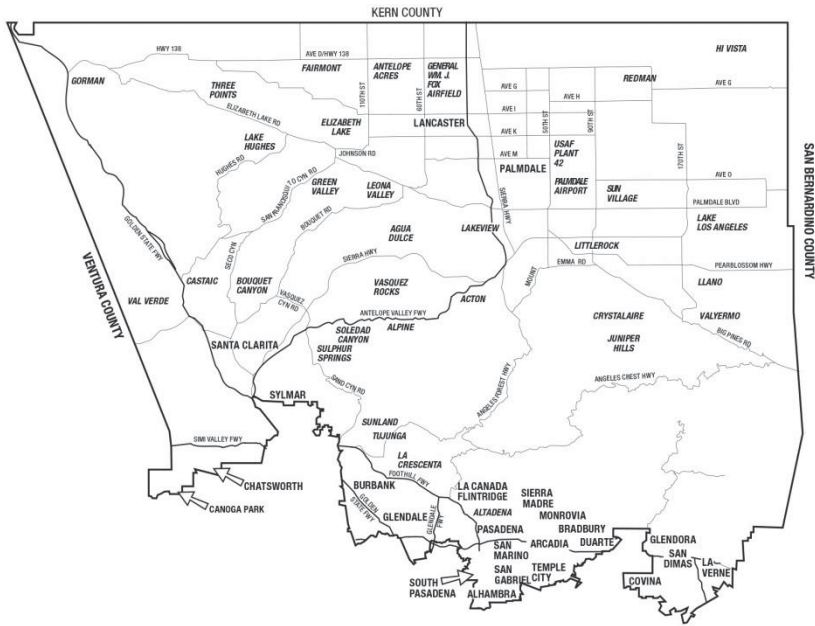 KERN COUNTY
HWY 138
AVE D/HWY 138
HI VISTA
GORMAN
THREE
POINTS
FAIRMONT
110TH ST
ANTELOPE
ACRES
60TH ST
GENERAL
WM. J.
FOX
AIRFIELD
REDMAN
AVE G
AVE G
AVE H
AVE I
ELIZABETH LAKE RD
ELIZABETH
LAKE
LANCASTER
50TH ST
90TH ST
AVE K
LAKE
HUGHES
JOHNSON RD
AVE M
USAF
PLANT
42
170TH ST
SAN BERNARDINO COUNTY
HUGHES RD
PALMDALE
AVE O
SAN FRANCISQUITO CYN RD
GREEN
VALLEY
LEONA
VALLEY
SIERRA HWY
PALMDALE
AIRPORT
SUN
VILLAGE
PALMDALE BLVD
BOUQUET RD
LAKE
LOS ANGELES
GOLDEN STATE FWY
AGUA
DULCE
LAKEVIEW
LITTLEROCK
SECO CYN
SIERRA HWY
EMMA RD
PEARBLOSSOM HWY
VENTURA COUNTY
CASTAIC
BOUQUET
CANYON
VASQUEZ
ROCKS
MOUNT
LLANO
VAL VERDE
VASQUEZ
CYN RD
ACTON
ANTELOPE VALLEY FWY
CRYSTALAIRE
VALYERMO
SOLEDAD
CANYON
ALPINE
BIG PINES RD
SANTA CLARITA
SULPHUR
SPRINGS
JUNIPER
HILLS
SAND CYN RD
ANGELES FOREST HWY
ANGELES CREST HWY
SYLMAR
SUNLAND
TUJUNGA
SIMI VALLEY FWY
LA
CRESCENTA
CHATSWORTH
FOOTHILL FWY
CANOGA PARK
BURBANK
LA CANADA
FLINTRIDGE
SIERRA
MADRE
GOLDEN
STATE FWY
GLENDALE
GLENDALE
FWY
ALTADENA
MONROVIA
PASADENA
BRADBURY
SAN
MARINO
ARCADIA
DUARTE
GLENDORA
SAN
DIMAS
LA
VERNE
SOUTH
PASADENA
SAN
GABRIEL
TEMPLE
CITY
COVINA
ALHAMBRA